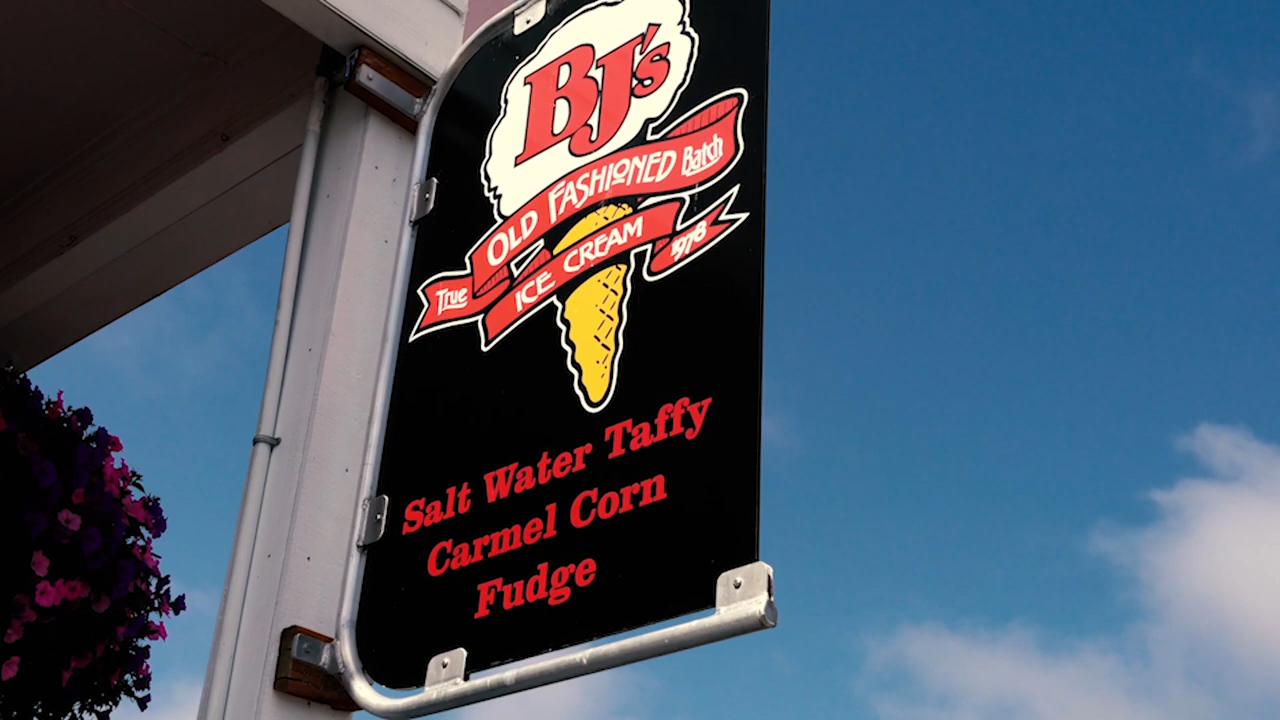 BJ's
True OLD FASHIONED Batch
ICE CREAM 1978
Salt Water Taffy
Carmel Corn
Fudge